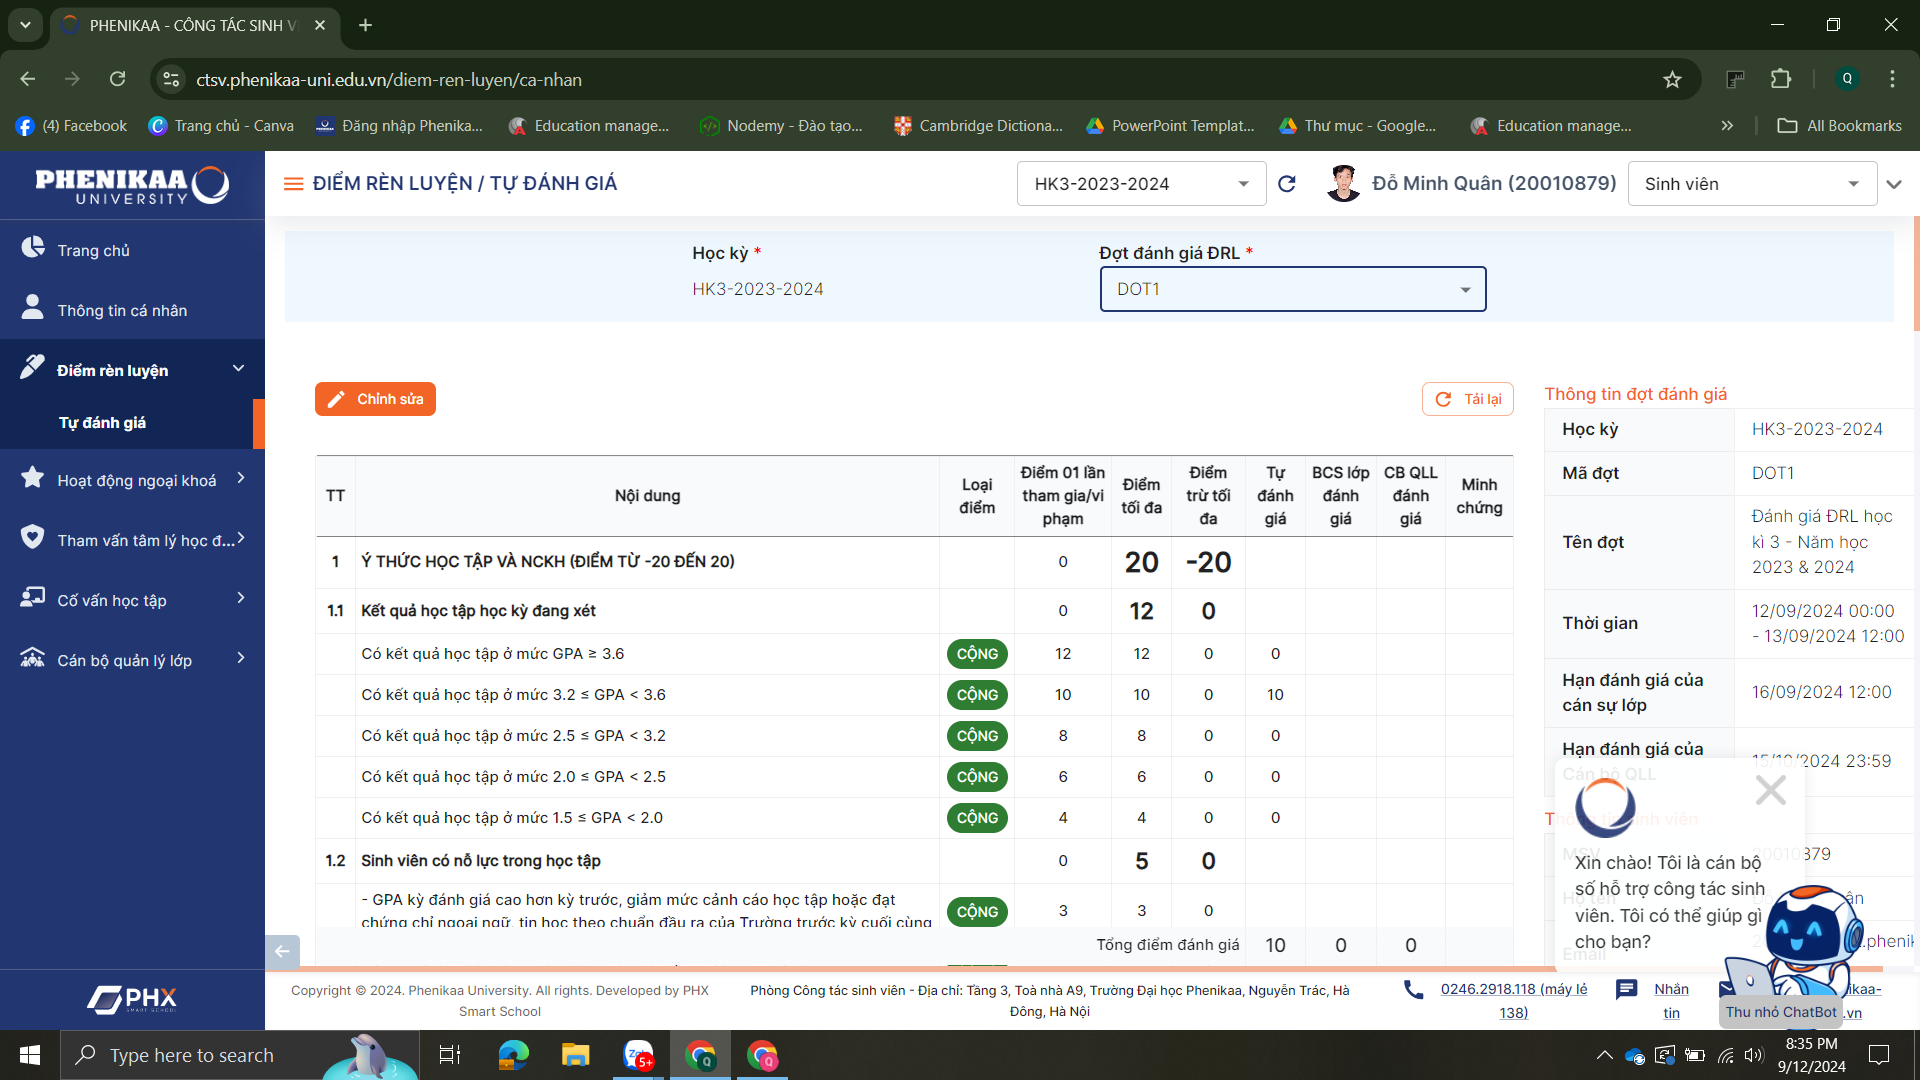 PHENIKAA - CÔNG TÁC SINH V
ctsv.phenikaa-uni.edu.vn/diem-ren-luyen/ca-nhan
Q
(4) Facebook
Trang chủ - Canva
Đăng nhập Phenika...
Education manage...
Nodemy - Đào tạo...
Cambridge Dictiona...
PowerPoint Templat...
Thư mục - Google...
Education manage...
All Bookmarks
PHENIKAA
UNIVERSITY
ĐIỂM RÈN LUYỆN / TỰ ĐÁNH GIÁ
HK3-2023-2024
Đỗ Minh Quân (20010879)
Sinh viên
Trang chủ
Thông tin cá nhân
Điểm rèn luyện
Tự đánh giá
Hoạt động ngoại khoá
Tham vấn tâm lý học đ...
Cố vấn học tập
Cán bộ quản lý lớp
PHX
SMART SCHOOL
Học kỳ *
HK3-2023-2024
Đợt đánh giá ĐRL *
DOT1
Chỉnh sửa
Tải lại
TT
Nội dung
Loại điểm
Điểm 01 lần tham gia/vi phạm
Điểm tối đa
Điểm trừ tối đa
Tự đánh giá
BCS lớp đánh giá
CB QLL đánh giá
Minh chứng
1 Ý THỨC HỌC TẬP VÀ NCKH (ĐIỂM TỪ -20 ĐẾN 20) 0 20 -20
1.1 Kết quả học tập học kỳ đang xét 0 12 0
Có kết quả học tập ở mức GPA ≥ 3.6 CỘNG 12 12 0 0
Có kết quả học tập ở mức 3.2 ≤ GPA < 3.6 CỘNG 10 10 0 10
Có kết quả học tập ở mức 2.5 ≤ GPA < 3.2 CỘNG 8 8 0 0
Có kết quả học tập ở mức 2.0 ≤ GPA < 2.5 CỘNG 6 6 0 0
Có kết quả học tập ở mức 1.5 ≤ GPA < 2.0 CỘNG 4 4 0 0
1.2 Sinh viên có nỗ lực trong học tập 0 5 0
- GPA kỳ đánh giá cao hơn kỳ trước, giảm mức cảnh cáo học tập hoặc đạt
chứng chỉ ngoại ngữ, tin học theo chuẩn đầu ra của Trường trước kỳ cuối cùng
CỘNG 3 3 0
Tổng điểm đánh giá 10 0 0
Thông tin đợt đánh giá
Học kỳ HK3-2023-2024
Mã đợt DOT1
Tên đợt
Đánh giá ĐRL học
kì 3 - Năm học
2023 & 2024
Thời gian
12/09/2024 00:00
- 13/09/2024 12:00
Hạn đánh giá của
cán sự lớp
16/09/2024 12:00
Hạn đánh giá của
Cán bộ QLL
15/10/2024 23:59
Thông tin sinh viên
MSV 20010879
Họ tên
Email
Xin chào! Tôi là cán bộ
số hỗ trợ công tác sinh
viên. Tôi có thể giúp gì
cho bạn?
Thu nhỏ ChatBot
Copyright © 2024. Phenikaa University. All rights. Developed by PHX
Smart School
Phòng Công tác sinh viên - Địa chỉ: Tầng 3, Toà nhà A9, Trường Đại học Phenikaa, Nguyễn Trác, Hà
Đông, Hà Nội
0246.2918.118 (máy lẻ
138)
Nhắn
tin
ikaa-
.vn
Type here to search
5+
8:35 PM
9/12/2024